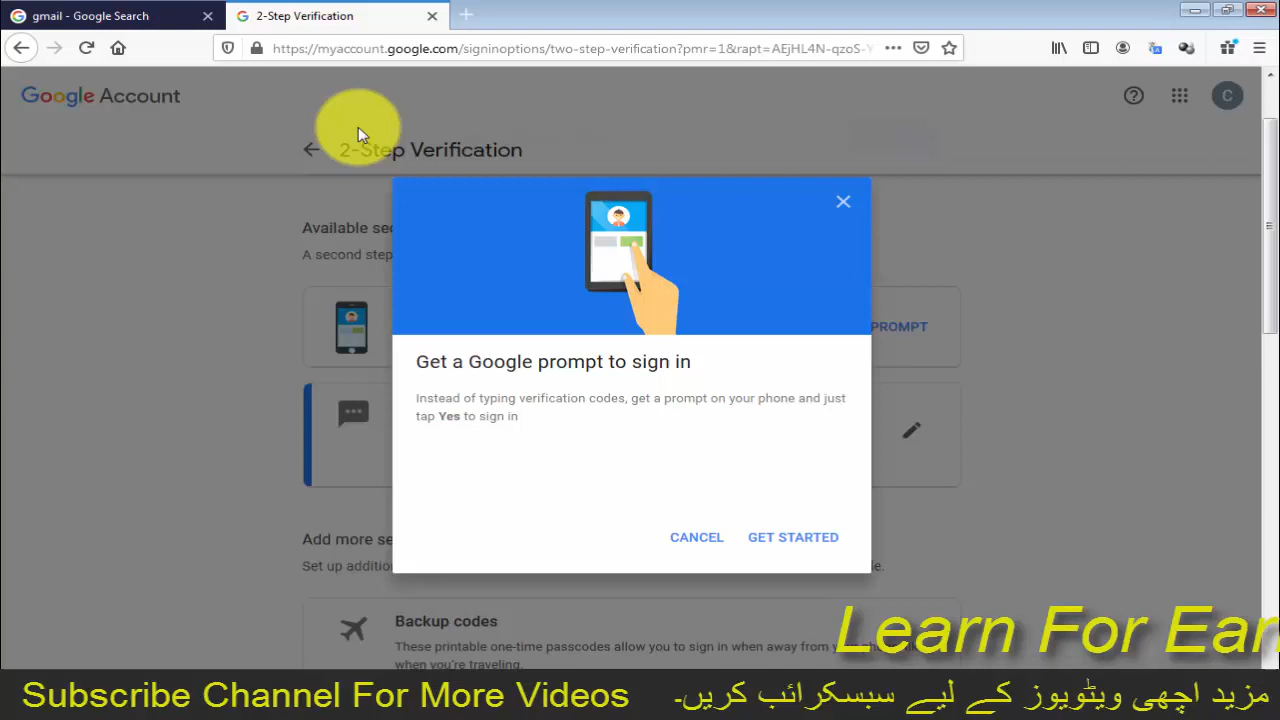 gmail - Google Search
2-Step Verification
https://myaccount.google.com/signinoptions/two-step-verification?pmr=1&rapt=AEjHL4N-qzoS-Y
Google Account
C
2-Step Verification
Available se
A second step
PROMPT
Get a Google prompt to sign in
Instead of typing verification codes, get a prompt on your phone and just
tap Yes to sign in
CANCEL GET STARTED
Add more se
Set up additio
e.
Backup codes
These printable one-time passcodes allow you to sign in when away from
when you're traveling.
Learn For Ear
Subscribe Channel For More Videos
مزید اچھی ویٹویوز کے لیے سبسکرائب کریں۔